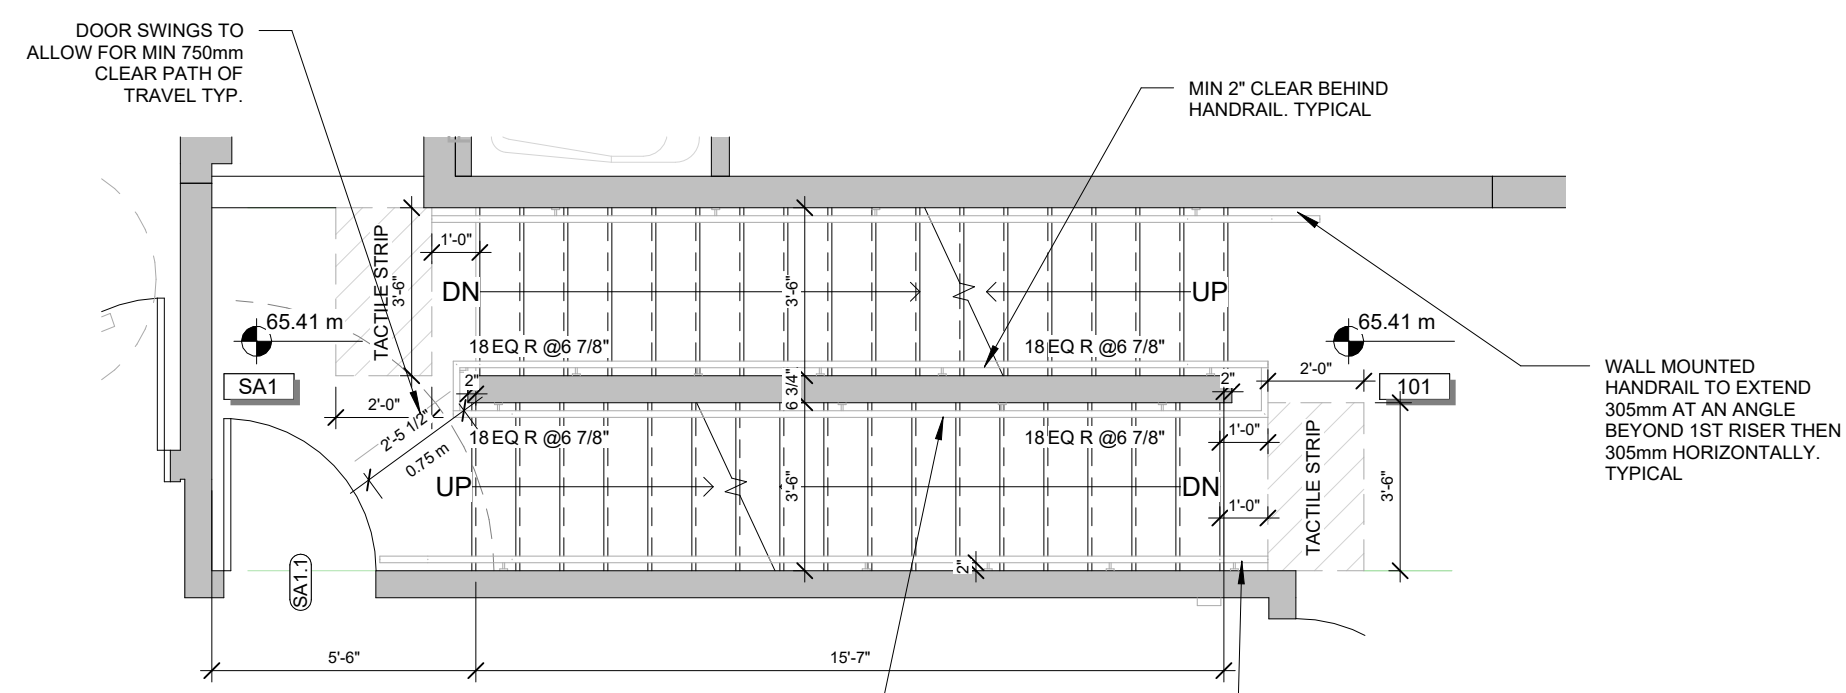 DOOR SWINGS TO
ALLOW FOR MIN 750mm
CLEAR PATH OF
TRAVEL TYP.
MIN 2" CLEAR BEHIND
HANDRAIL. TYPICAL
TACTILE STRIP
3'-6"
1'-0"
DN
3'-6"
UP
65.41 m
65.41 m
18 EQ R @6 7/8"
18 EQ R @6 7/8"
SA1
2'-0"
2"
6 3/4"
2"
2'-0"
101
WALL MOUNTED
HANDRAIL TO EXTEND
305mm AT AN ANGLE
BEYOND 1ST RISER THEN
305mm HORIZONTALLY.
TYPICAL
2'-5 1/2"
0.75 m
18 EQ R @6 7/8"
18 EQ R @6 7/8"
1'-0"
UP
3'-6"
DN
1'-0"
TACTILE STRIP
3'-6"
2"
SA1.1
5'-6"
15'-7"